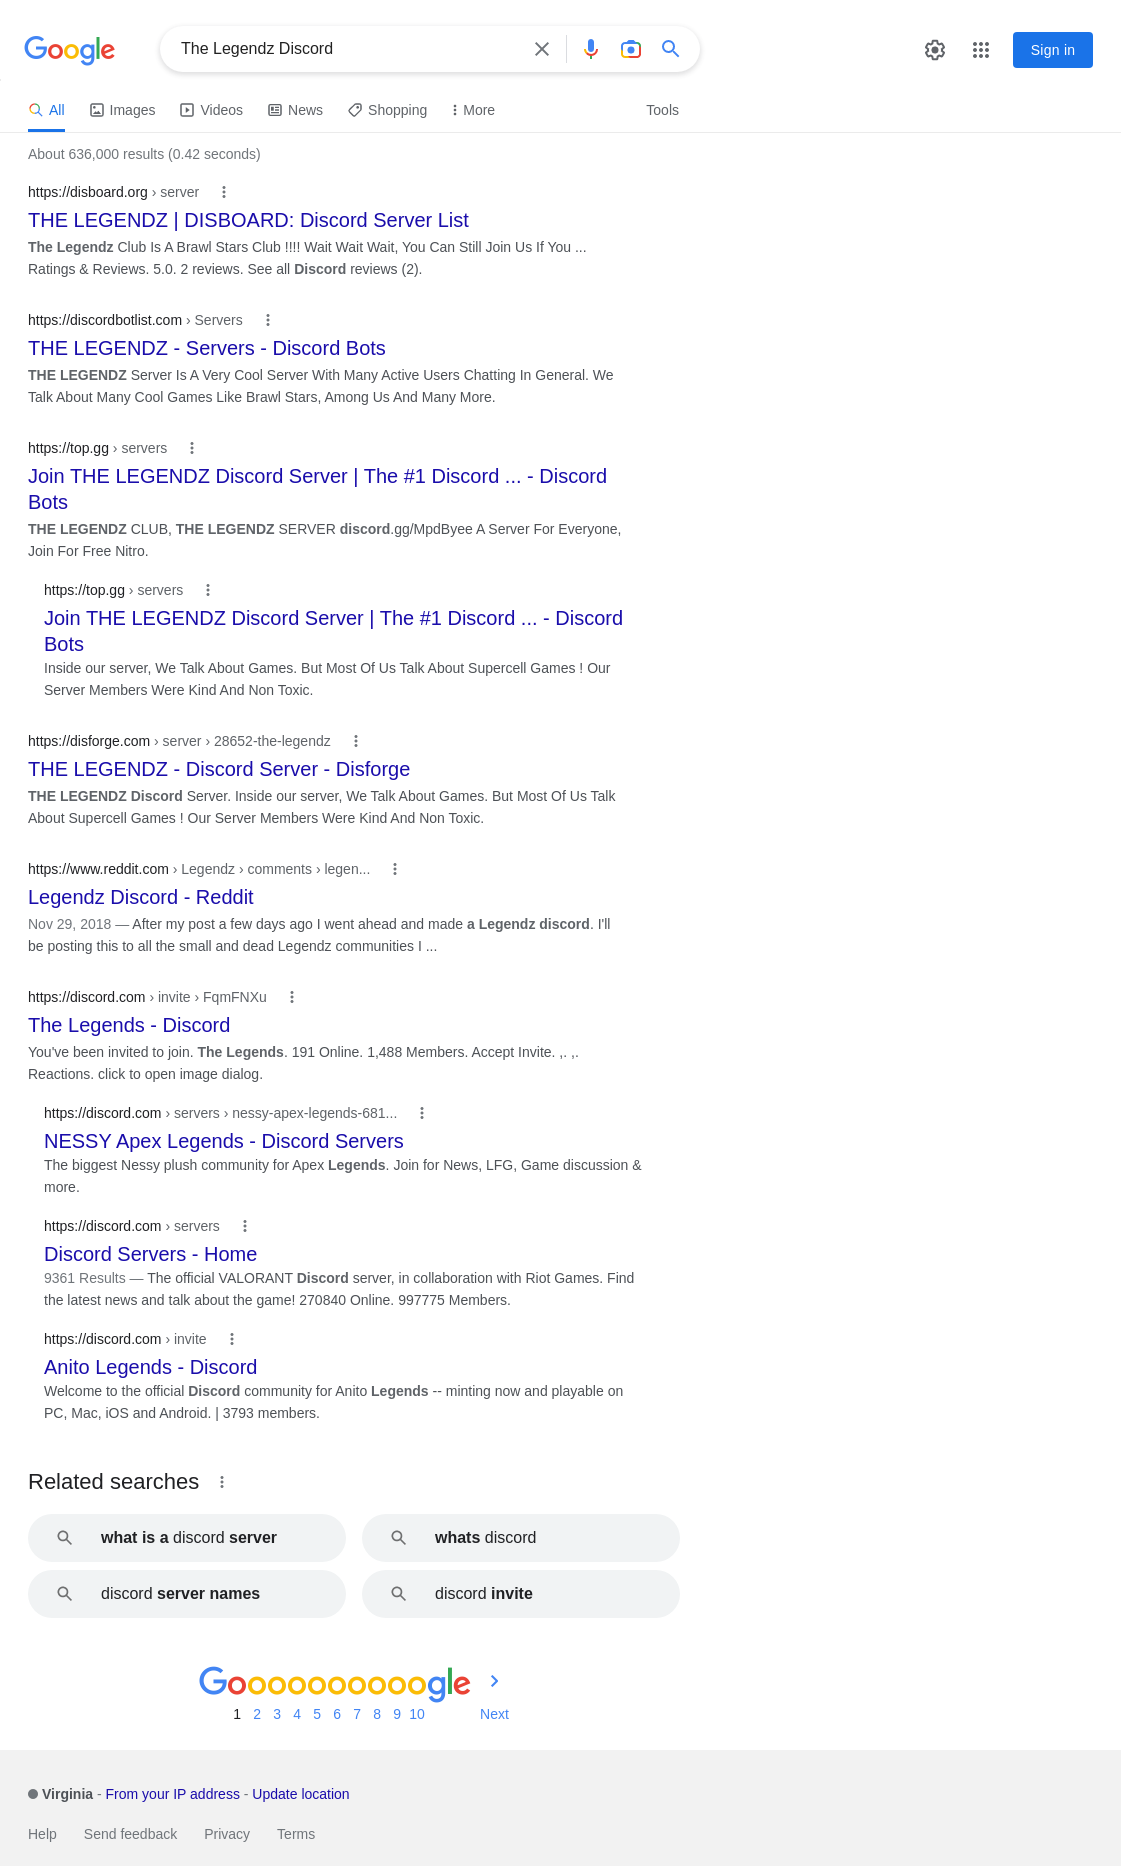 Google
The Legendz Discord
Sign in
All
Images
Videos
News
Shopping
More
Tools
About 636,000 results (0.42 seconds)
https://disboard.org › server
THE LEGENDZ | DISBOARD: Discord Server List
The Legendz Club Is A Brawl Stars Club !!!! Wait Wait Wait, You Can Still Join Us If You ...
Ratings & Reviews. 5.0. 2 reviews. See all Discord reviews (2).
https://discordbotlist.com › Servers
THE LEGENDZ - Servers - Discord Bots
THE LEGENDZ Server Is A Very Cool Server With Many Active Users Chatting In General. We
Talk About Many Cool Games Like Brawl Stars, Among Us And Many More.
https://top.gg › servers
Join THE LEGENDZ Discord Server | The #1 Discord ... - Discord
Bots
THE LEGENDZ CLUB, THE LEGENDZ SERVER discord.gg/MpdByee A Server For Everyone,
Join For Free Nitro.
https://top.gg › servers
Join THE LEGENDZ Discord Server | The #1 Discord ... - Discord
Bots
Inside our server, We Talk About Games. But Most Of Us Talk About Supercell Games ! Our
Server Members Were Kind And Non Toxic.
https://disforge.com › server › 28652-the-legendz
THE LEGENDZ - Discord Server - Disforge
THE LEGENDZ Discord Server. Inside our server, We Talk About Games. But Most Of Us Talk
About Supercell Games ! Our Server Members Were Kind And Non Toxic.
https://www.reddit.com › Legendz › comments › legen...
Legendz Discord - Reddit
Nov 29, 2018 — After my post a few days ago I went ahead and made a Legendz discord. I'll
be posting this to all the small and dead Legendz communities I ...
https://discord.com › invite › FqmFNXu
The Legends - Discord
You've been invited to join. The Legends. 191 Online. 1,488 Members. Accept Invite. ,. ,.
Reactions. click to open image dialog.
https://discord.com › servers › nessy-apex-legends-681...
NESSY Apex Legends - Discord Servers
The biggest Nessy plush community for Apex Legends. Join for News, LFG, Game discussion &
more.
https://discord.com › servers
Discord Servers - Home
9361 Results — The official VALORANT Discord server, in collaboration with Riot Games. Find
the latest news and talk about the game! 270840 Online. 997775 Members.
https://discord.com › invite
Anito Legends - Discord
Welcome to the official Discord community for Anito Legends -- minting now and playable on
PC, Mac, iOS and Android. | 3793 members.
Related searches
what is a discord server
whats discord
discord server names
discord invite
Goooooooooogle
1 2 3 4 5 6 7 8 9 10 Next
Virginia - From your IP address - Update location
Help Send feedback Privacy Terms